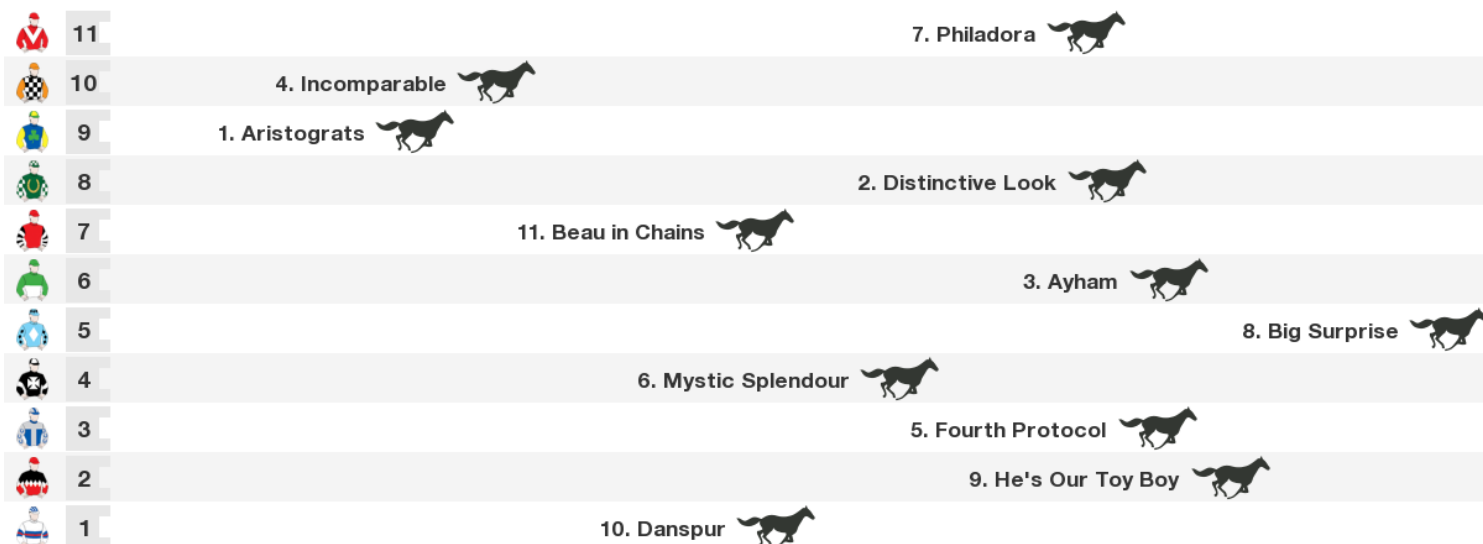 11 7. Philadora
10 4. Incomparable
9 1. Aristograts
8 2. Distinctive Look
7 11. Beau in Chains
6 3. Ayham
5 8. Big Surprise
4 6. Mystic Splendour
3 5. Fourth Protocol
2 9. He's Our Toy Boy
1 10. Danspur